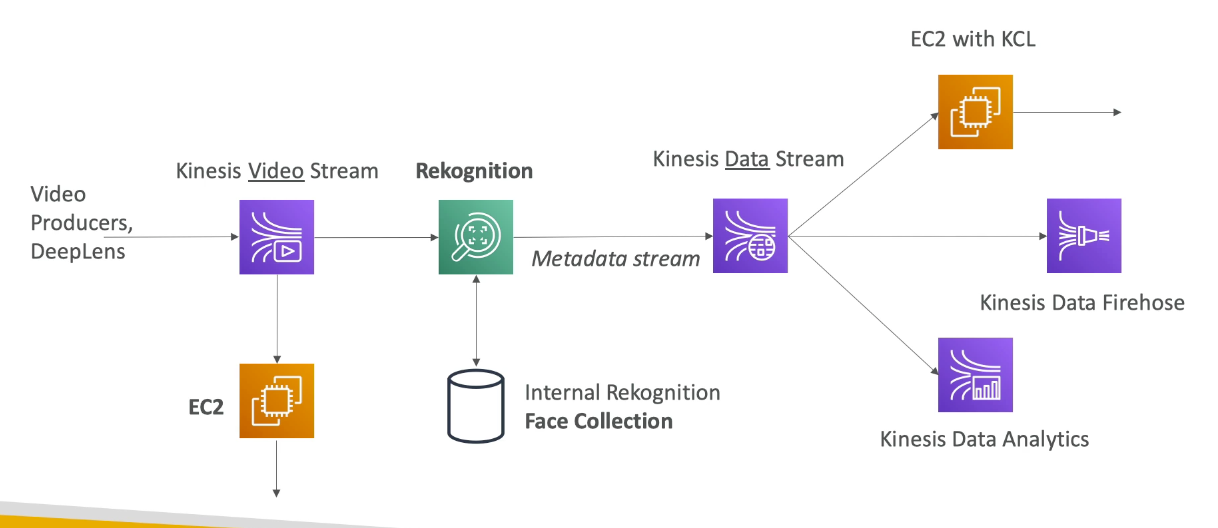 EC2 with KCL
Kinesis Video Stream
Rekognition
Kinesis Data Stream
Video
Producers,
DeepLens
Metadata stream
Kinesis Data Firehose
EC2
Internal Rekognition
Face Collection
Kinesis Data Analytics